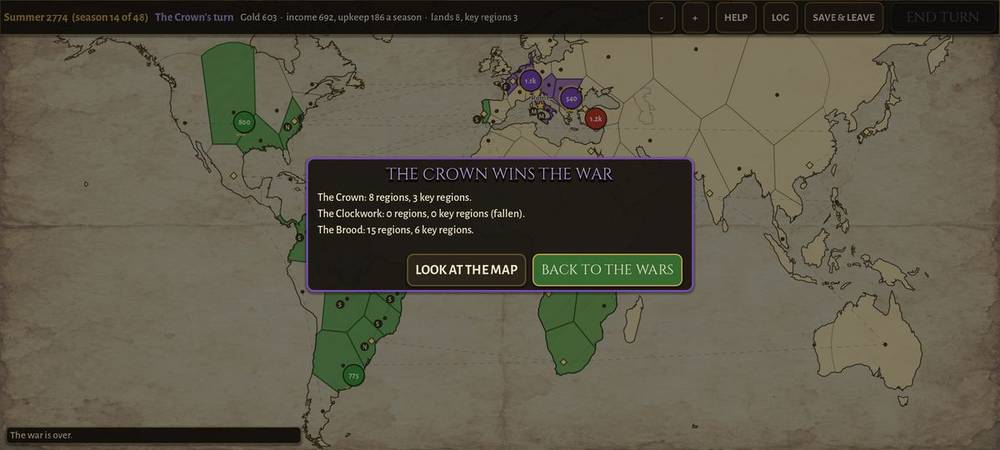 Summer 2774 (season 14 of 48) The Crown's turn Gold 603 · income 692, upkeep 186 a season · lands 8, key regions 3
- + HELP LOG SAVE & LEAVE END TURN
1.1k
540
800
1.2k
THE CROWN WINS THE WAR
The Crown: 8 regions, 3 key regions.
The Clockwork: 0 regions, 0 key regions (fallen).
The Brood: 15 regions, 6 key regions.
LOOK AT THE MAP BACK TO THE WARS
775
The war is over.